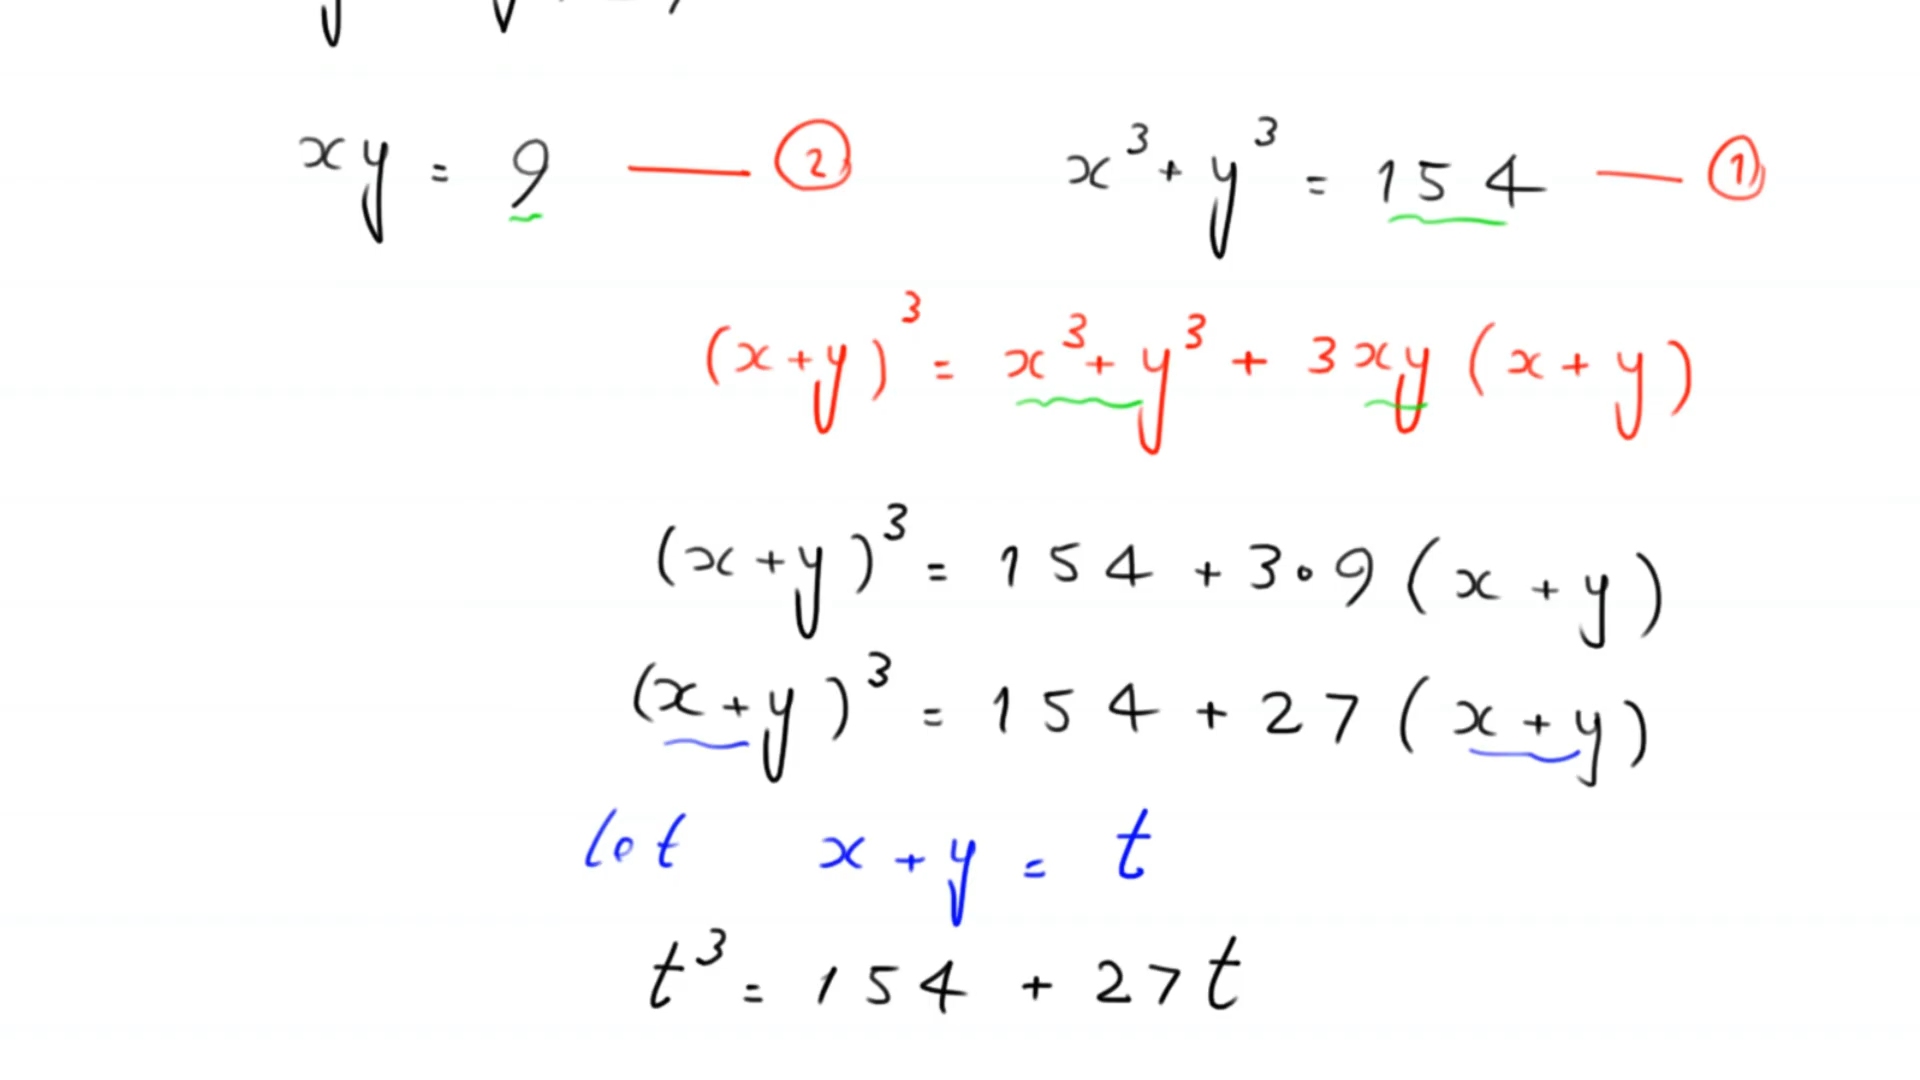 xy = 9 — ② x³ + y³ = 154 — ①
(x+y)³ = x³ + y³ + 3xy(x+y)
(x+y)³ = 154 + 3•9(x+y)
(x+y)³ = 154 + 27(x+y)
let x+y = t
t³ = 154 + 27t